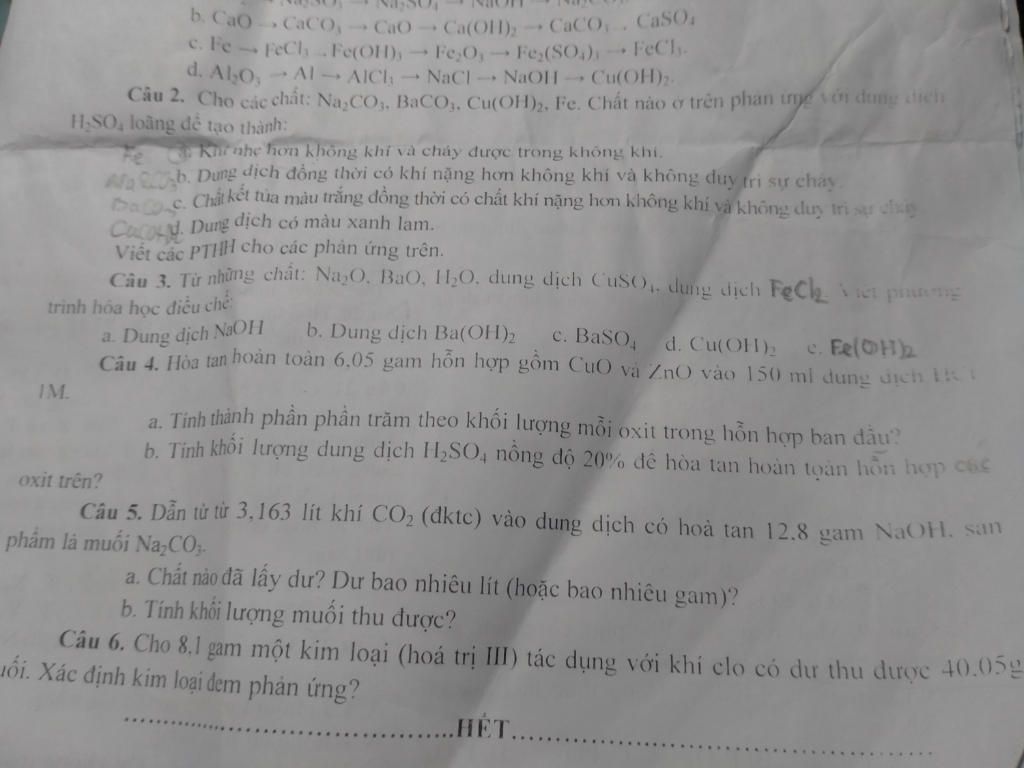 Na₂SO₄ → NaOH →
b. CaO → CaCO₃ → CaO → Ca(OH)₂ → CaCO₃ → CaSO₄
c. Fe → FeCl₃ → Fe(OH)₃ → Fe₂O₃ → Fe₂(SO₄)₃ → FeCl₃.
d. Al₂O₃ → Al → AlCl₃ → NaCl → NaOH → Cu(OH)₂.
Câu 2. Cho các chất: Na₂CO₃, BaCO₃, Cu(OH)₂, Fe. Chất nào ở trên phản ứng với dung dịch
H₂SO₄ loãng để tạo thành:
Fe a. Khí nhẹ hơn không khí và cháy được trong không khí.
Na₂CO₃ b. Dung dịch đồng thời có khí nặng hơn không khí và không duy trì sự cháy.
BaCO₃ c. Chất kết tủa màu trắng đồng thời có chất khí nặng hơn không khí và không duy trì sự cháy.
Cu(OH)₂ d. Dung dịch có màu xanh lam.
Viết các PTHH cho các phản ứng trên.
Câu 3. Từ những chất: Na₂O, BaO, H₂O, dung dịch CuSO₄, dung dịch FeCl₂ Viết phương
trình hóa học điều chế:
a. Dung dịch NaOH b. Dung dịch Ba(OH)₂ c. BaSO₄ d. Cu(OH)₂ e. Fe(OH)₂
Câu 4. Hòa tan hoàn toàn 6,05 gam hỗn hợp gồm CuO và ZnO vào 150 ml dung dịch HCl
1M.
a. Tính thành phần phần trăm theo khối lượng mỗi oxit trong hỗn hợp ban đầu?
b. Tính khối lượng dung dịch H₂SO₄ nồng độ 20% để hòa tan hoàn toàn hỗn hợp các
oxit trên?
Câu 5. Dẫn từ từ 3,163 lít khí CO₂ (đktc) vào dung dịch có hoà tan 12.8 gam NaOH, sản
phẩm là muối Na₂CO₃.
a. Chất nào đã lấy dư? Dư bao nhiêu lít (hoặc bao nhiêu gam)?
b. Tính khối lượng muối thu được?
Câu 6. Cho 8,1 gam một kim loại (hoá trị III) tác dụng với khí clo có dư thu được 40.05g
uối. Xác định kim loại đem phản ứng?
....................HẾT....................